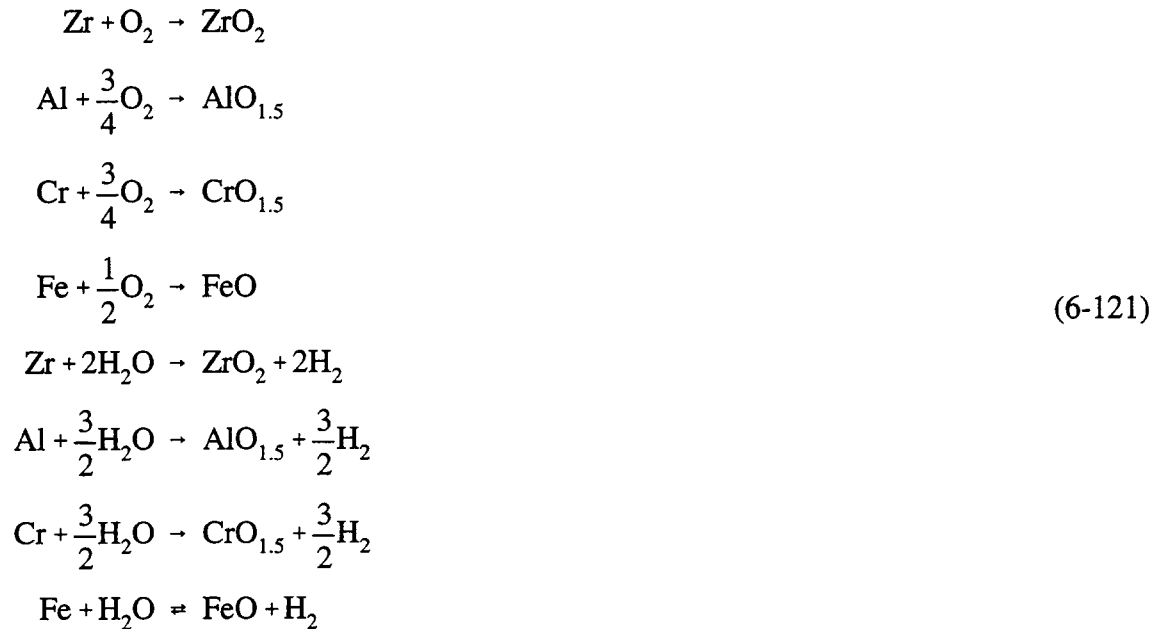 Zr + O₂ → ZrO₂
Al + 3/4 O₂ → AlO₁.₅
Cr + 3/4 O₂ → CrO₁.₅
Fe + 1/2 O₂ → FeO
(6-121)
Zr + 2H₂O → ZrO₂ + 2H₂
Al + 3/2 H₂O → AlO₁.₅ + 3/2 H₂
Cr + 3/2 H₂O → CrO₁.₅ + 3/2 H₂
Fe + H₂O ⇌ FeO + H₂